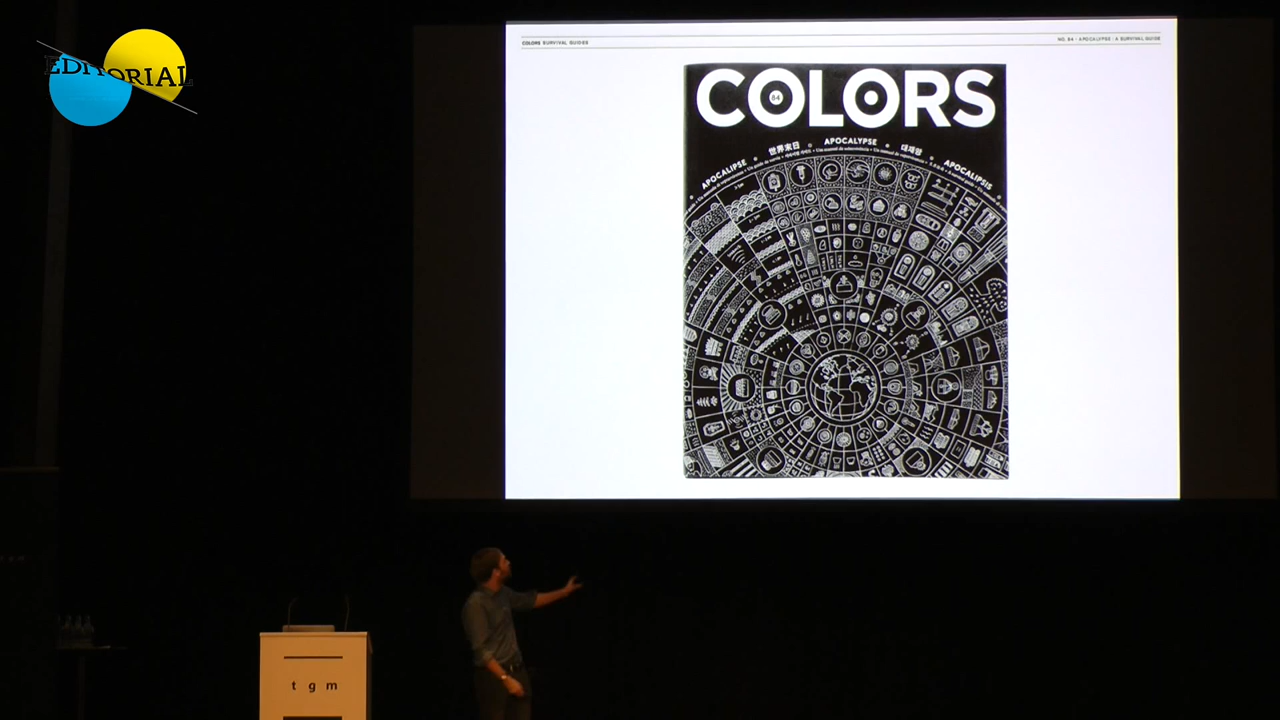 EDITORIAL
COLORS SURVIVAL GUIDES
NO. 84 - APOCALYPSE : A SURVIVAL GUIDE
COLORS
84
APOCALIPSE
世界末日
APOCALYPSE
대재앙
APOCALIPSIS
t g m